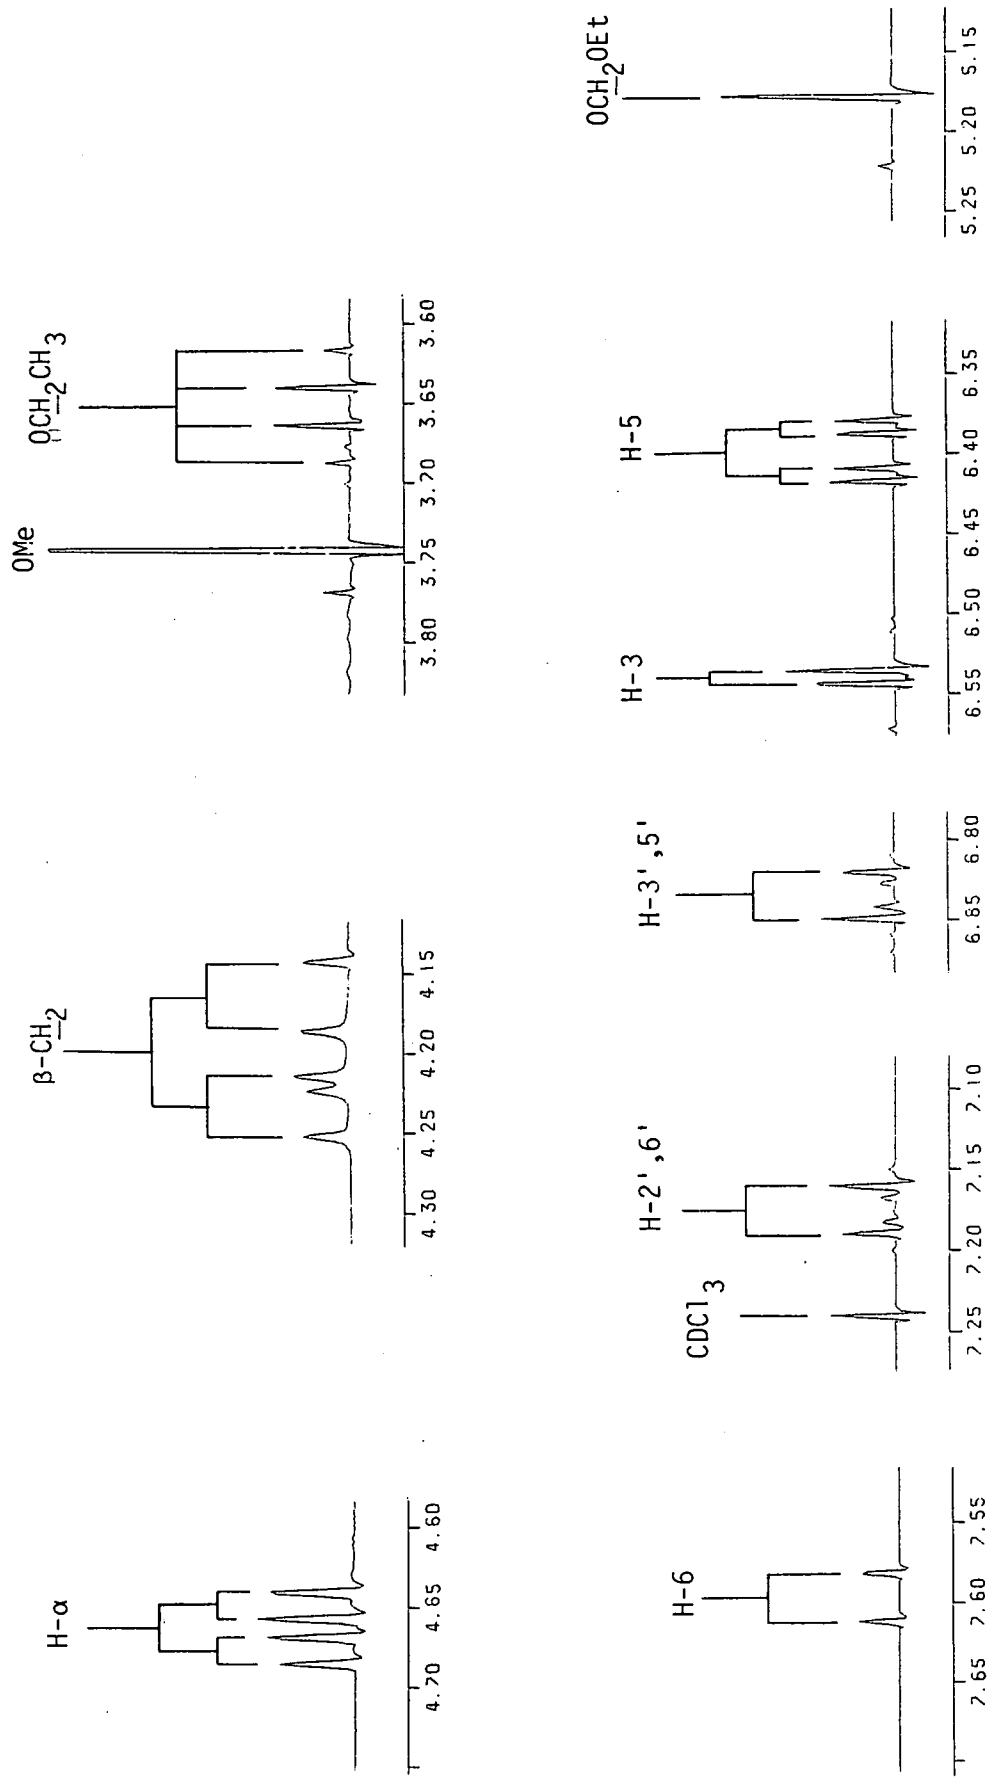 H-α
4.70 4.65 4.60
β-CH2
4.30 4.25 4.20 4.15
OMe
OCH2CH3
3.80 3.75 3.70 3.65 3.60
H-6
7.65 7.60 7.55
CDCl3
H-2',6'
7.25 7.20 7.15 7.10
H-3',5'
6.85 6.80
H-3
H-5
6.55 6.50 6.45 6.40 6.35
OCH2OEt
5.25 5.20 5.15